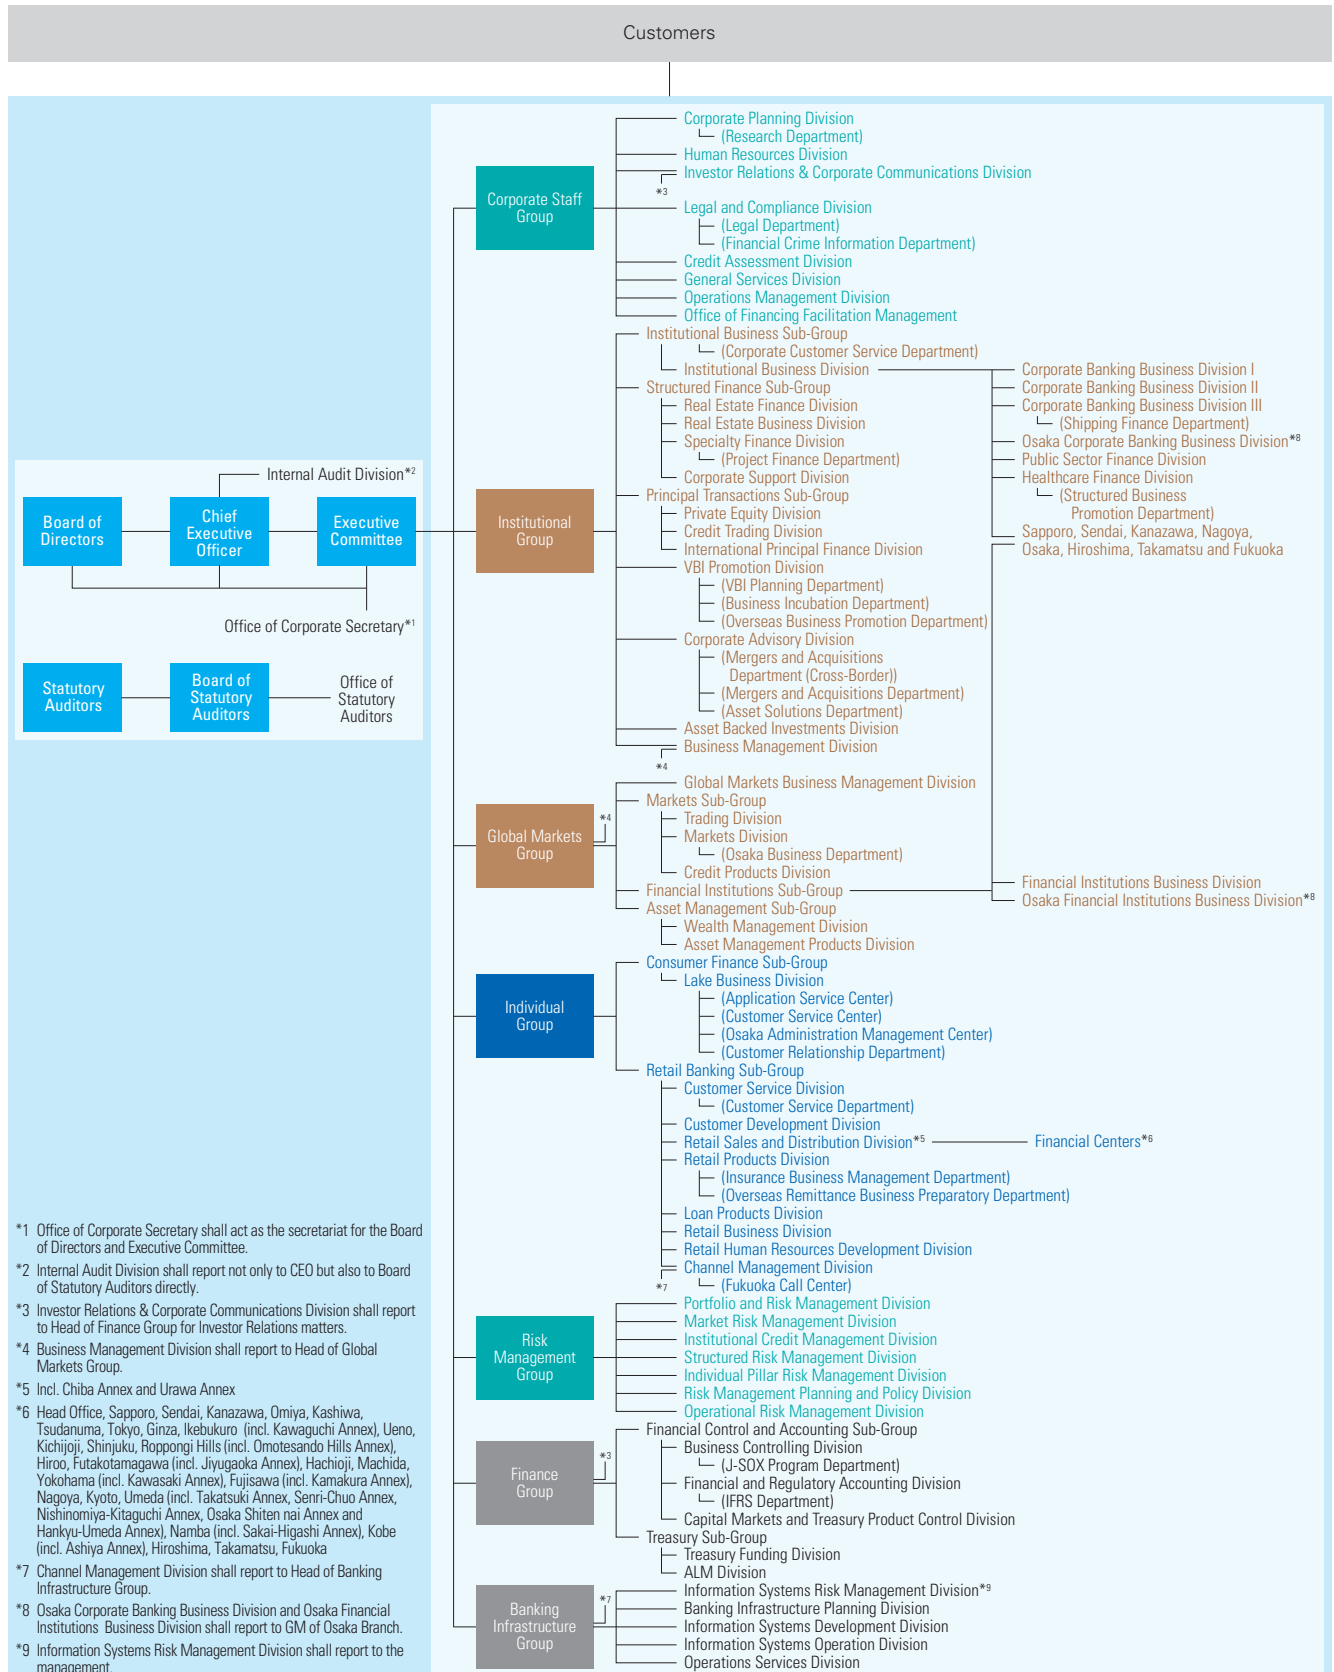 Customers
Corporate Staff
Group
Corporate Planning Division
(Research Department)
Human Resources Division
Investor Relations & Corporate Communications Division
*3
Legal and Compliance Division
(Legal Department)
(Financial Crime Information Department)
Credit Assessment Division
General Services Division
Operations Management Division
Office of Financing Facilitation Management
Internal Audit Division*2
Board of
Directors
Chief
Executive
Officer
Executive
Committee
Office of Corporate Secretary*1
Statutory
Auditors
Board of
Statutory
Auditors
Office of
Statutory
Auditors
Institutional
Group
Institutional Business Sub-Group
(Corporate Customer Service Department)
Institutional Business Division
Structured Finance Sub-Group
Real Estate Finance Division
Real Estate Business Division
Specialty Finance Division
(Project Finance Department)
Corporate Support Division
Principal Transactions Sub-Group
Private Equity Division
Credit Trading Division
International Principal Finance Division
VBI Promotion Division
(VBI Planning Department)
(Business Incubation Department)
(Overseas Business Promotion Department)
Corporate Advisory Division
(Mergers and Acquisitions
Department (Cross-Border))
(Mergers and Acquisitions Department)
(Asset Solutions Department)
Asset Backed Investments Division
Business Management Division
*4
Corporate Banking Business Division I
Corporate Banking Business Division II
Corporate Banking Business Division III
(Shipping Finance Department)
Osaka Corporate Banking Business Division*8
Public Sector Finance Division
Healthcare Finance Division
(Structured Business
Promotion Department)
Sapporo, Sendai, Kanazawa, Nagoya,
Osaka, Hiroshima, Takamatsu and Fukuoka
Global Markets
Group
*4
Global Markets Business Management Division
Markets Sub-Group
Trading Division
Markets Division
(Osaka Business Department)
Credit Products Division
Financial Institutions Sub-Group
Asset Management Sub-Group
Wealth Management Division
Asset Management Products Division
Financial Institutions Business Division
Osaka Financial Institutions Business Division*8
Individual
Group
Consumer Finance Sub-Group
Lake Business Division
(Application Service Center)
(Customer Service Center)
(Osaka Administration Management Center)
(Customer Relationship Department)
Retail Banking Sub-Group
Customer Service Division
(Customer Service Department)
Customer Development Division
Retail Sales and Distribution Division*5
Financial Centers*6
Retail Products Division
(Insurance Business Management Department)
(Overseas Remittance Business Preparatory Department)
Loan Products Division
Retail Business Division
Retail Human Resources Development Division
Channel Management Division
*7
(Fukuoka Call Center)
Risk
Management
Group
Portfolio and Risk Management Division
Market Risk Management Division
Institutional Credit Management Division
Structured Risk Management Division
Individual Pillar Risk Management Division
Risk Management Planning and Policy Division
Operational Risk Management Division
Finance
Group
*3
Financial Control and Accounting Sub-Group
Business Controlling Division
(J-SOX Program Department)
Financial and Regulatory Accounting Division
(IFRS Department)
Capital Markets and Treasury Product Control Division
Treasury Sub-Group
Treasury Funding Division
ALM Division
Banking
Infrastructure
Group
*7
Information Systems Risk Management Division*9
Banking Infrastructure Planning Division
Information Systems Development Division
Information Systems Operation Division
Operations Services Division
*1 Office of Corporate Secretary shall act as the secretariat for the Board
of Directors and Executive Committee.
*2 Internal Audit Division shall report not only to CEO but also to Board
of Statutory Auditors directly.
*3 Investor Relations & Corporate Communications Division shall report
to Head of Finance Group for Investor Relations matters.
*4 Business Management Division shall report to Head of Global
Markets Group.
*5 Incl. Chiba Annex and Urawa Annex
*6 Head Office, Sapporo, Sendai, Kanazawa, Omiya, Kashiwa,
Tsudanuma, Tokyo, Ginza, Ikebukuro (incl. Kawaguchi Annex), Ueno,
Kichijoji, Shinjuku, Roppongi Hills (incl. Omotesando Hills Annex),
Hiroo, Futakotamagawa (incl. Jiyugaoka Annex), Hachioji, Machida,
Yokohama (incl. Kawasaki Annex), Fujisawa (incl. Kamakura Annex),
Nagoya, Kyoto, Umeda (incl. Takatsuki Annex, Senri-Chuo Annex,
Nishinomiya-Kitaguchi Annex, Osaka Shiten nai Annex and
Hankyu-Umeda Annex), Namba (incl. Sakai-Higashi Annex), Kobe
(incl. Ashiya Annex), Hiroshima, Takamatsu, Fukuoka
*7 Channel Management Division shall report to Head of Banking
Infrastructure Group.
*8 Osaka Corporate Banking Business Division and Osaka Financial
Institutions Business Division shall report to GM of Osaka Branch.
*9 Information Systems Risk Management Division shall report to the
management.